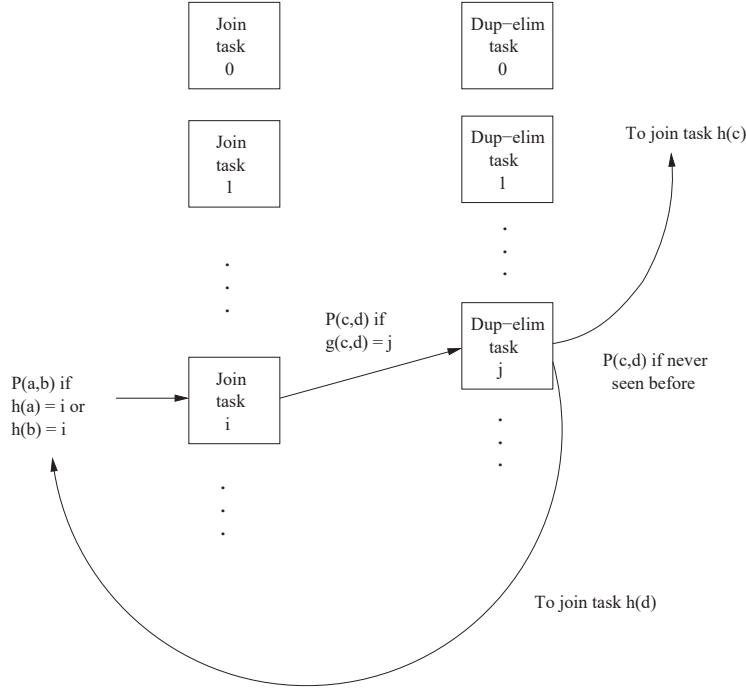 Join
task
0
Dup−elim
task
0
Join
task
1
Dup−elim
task
1
To join task h(c)
.
.
.
.
.
.
P(c,d) if
g(c,d) = j
Dup−elim
task
j
P(c,d) if never
seen before
P(a,b) if
h(a) = i or
h(b) = i
Join
task
i
.
.
.
.
.
.
To join task h(d)